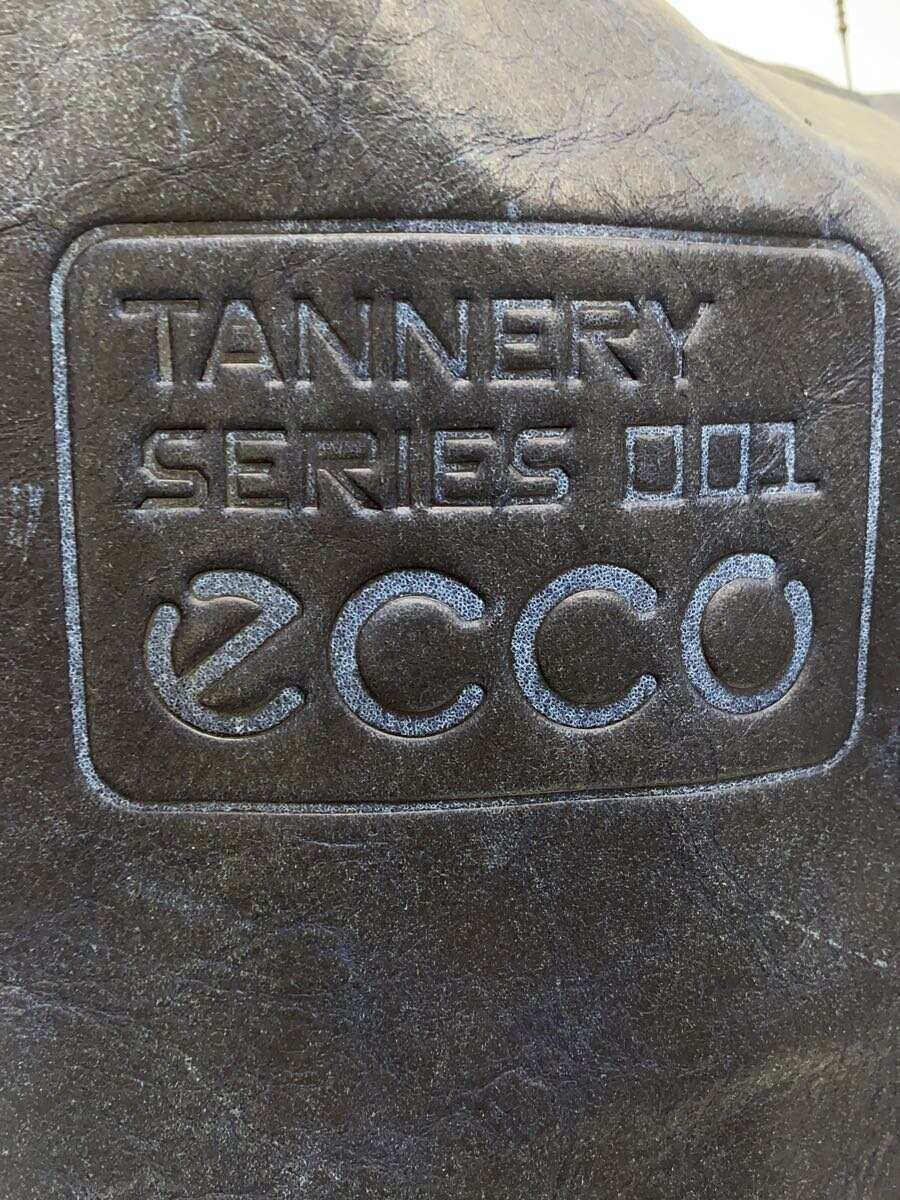 TANNERY
SERIES 001
ecco